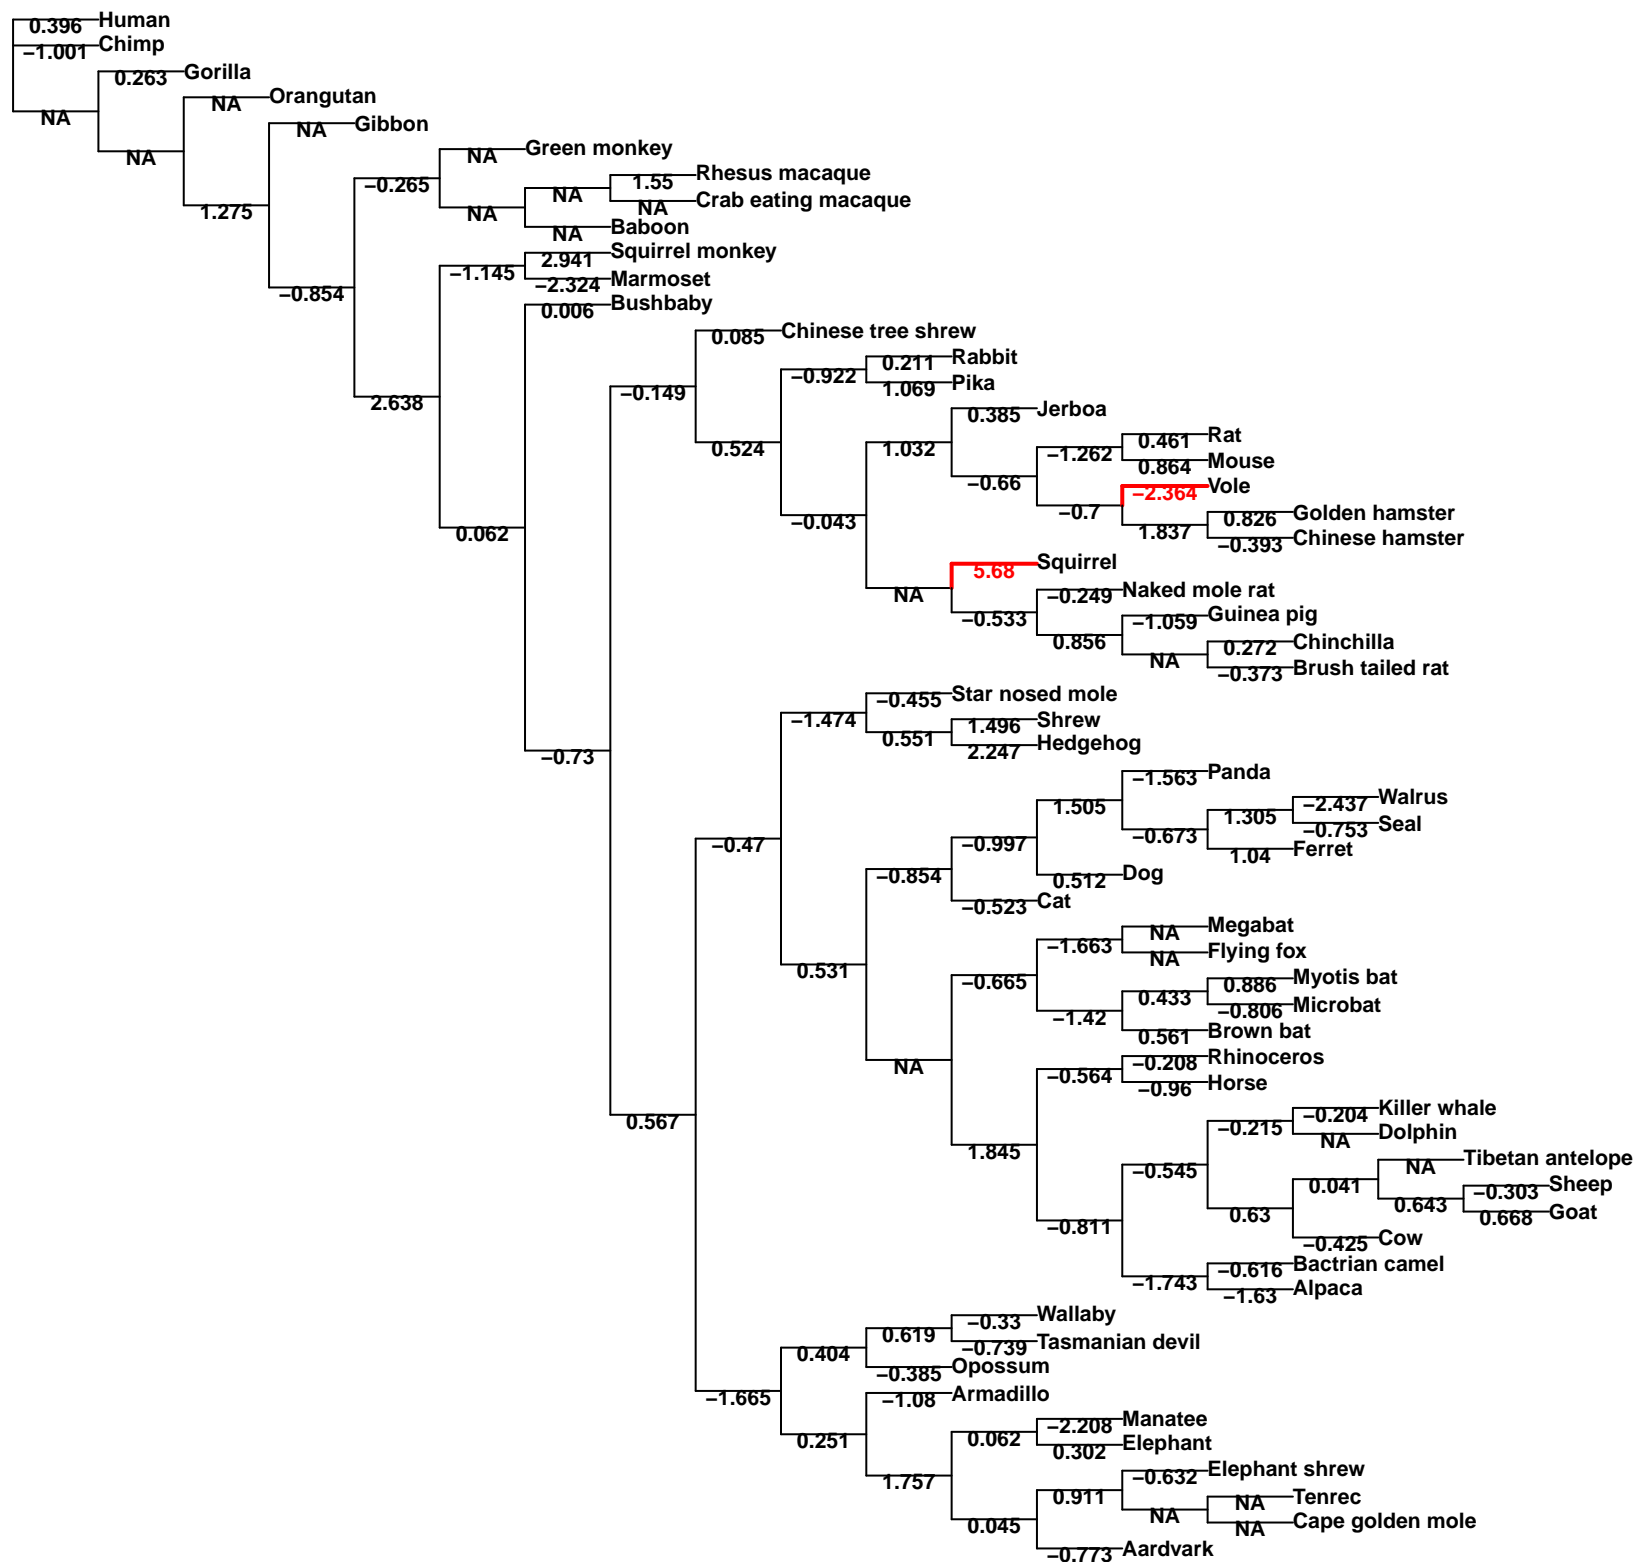 Human
0.396
Chimp
−1.001
Gorilla
0.263
Orangutan
NA
NA
Gibbon
NA
NA
Green monkey
NA
Rhesus macaque
1.55
−0.265
NA
Crab eating macaque
NA
1.275
NA
Baboon
NA
Squirrel monkey
2.941
−1.145
Marmoset
−2.324
−0.854
Bushbaby
0.006
Chinese tree shrew
0.085
Rabbit
0.211
−0.922
Pika
1.069
−0.149
2.638
Jerboa
0.385
Rat
0.461
0.524
1.032
−1.262
Mouse
0.864
−0.66
Vole
−2.364
−0.7
Golden hamster
0.826
−0.043
1.837
0.062
Chinese hamster
−0.393
Squirrel
5.68
Naked mole rat
−0.249
NA
Guinea pig
−1.059
−0.533
Chinchilla
0.272
0.856
NA
Brush tailed rat
−0.373
Star nosed mole
−0.455
Shrew
1.496
−1.474
0.551
Hedgehog
2.247
−0.73
Panda
−1.563
Walrus
−2.437
1.505
1.305
Seal
−0.753
−0.673
−0.47
−0.997
Ferret
1.04
−0.854
Dog
0.512
Cat
−0.523
Megabat
NA
−1.663
Flying fox
NA
0.531
−0.665
Myotis bat
0.886
0.433
Microbat
−0.806
−1.42
Brown bat
0.561
Rhinoceros
−0.208
NA
−0.564
Horse
−0.96
Killer whale
−0.204
0.567
−0.215
Dolphin
NA
1.845
Tibetan antelope
NA
−0.545
Sheep
−0.303
0.041
0.643
Goat
0.668
0.63
−0.811
Cow
−0.425
Bactrian camel
−0.616
−1.743
Alpaca
−1.63
Wallaby
−0.33
0.619
Tasmanian devil
−0.739
0.404
Opossum
−0.385
Armadillo
−1.08
−1.665
Manatee
−2.208
0.251
0.062
Elephant
0.302
Elephant shrew
−0.632
1.757
0.911
Tenrec
NA
NA
Cape golden mole
NA
0.045
Aardvark
−0.773